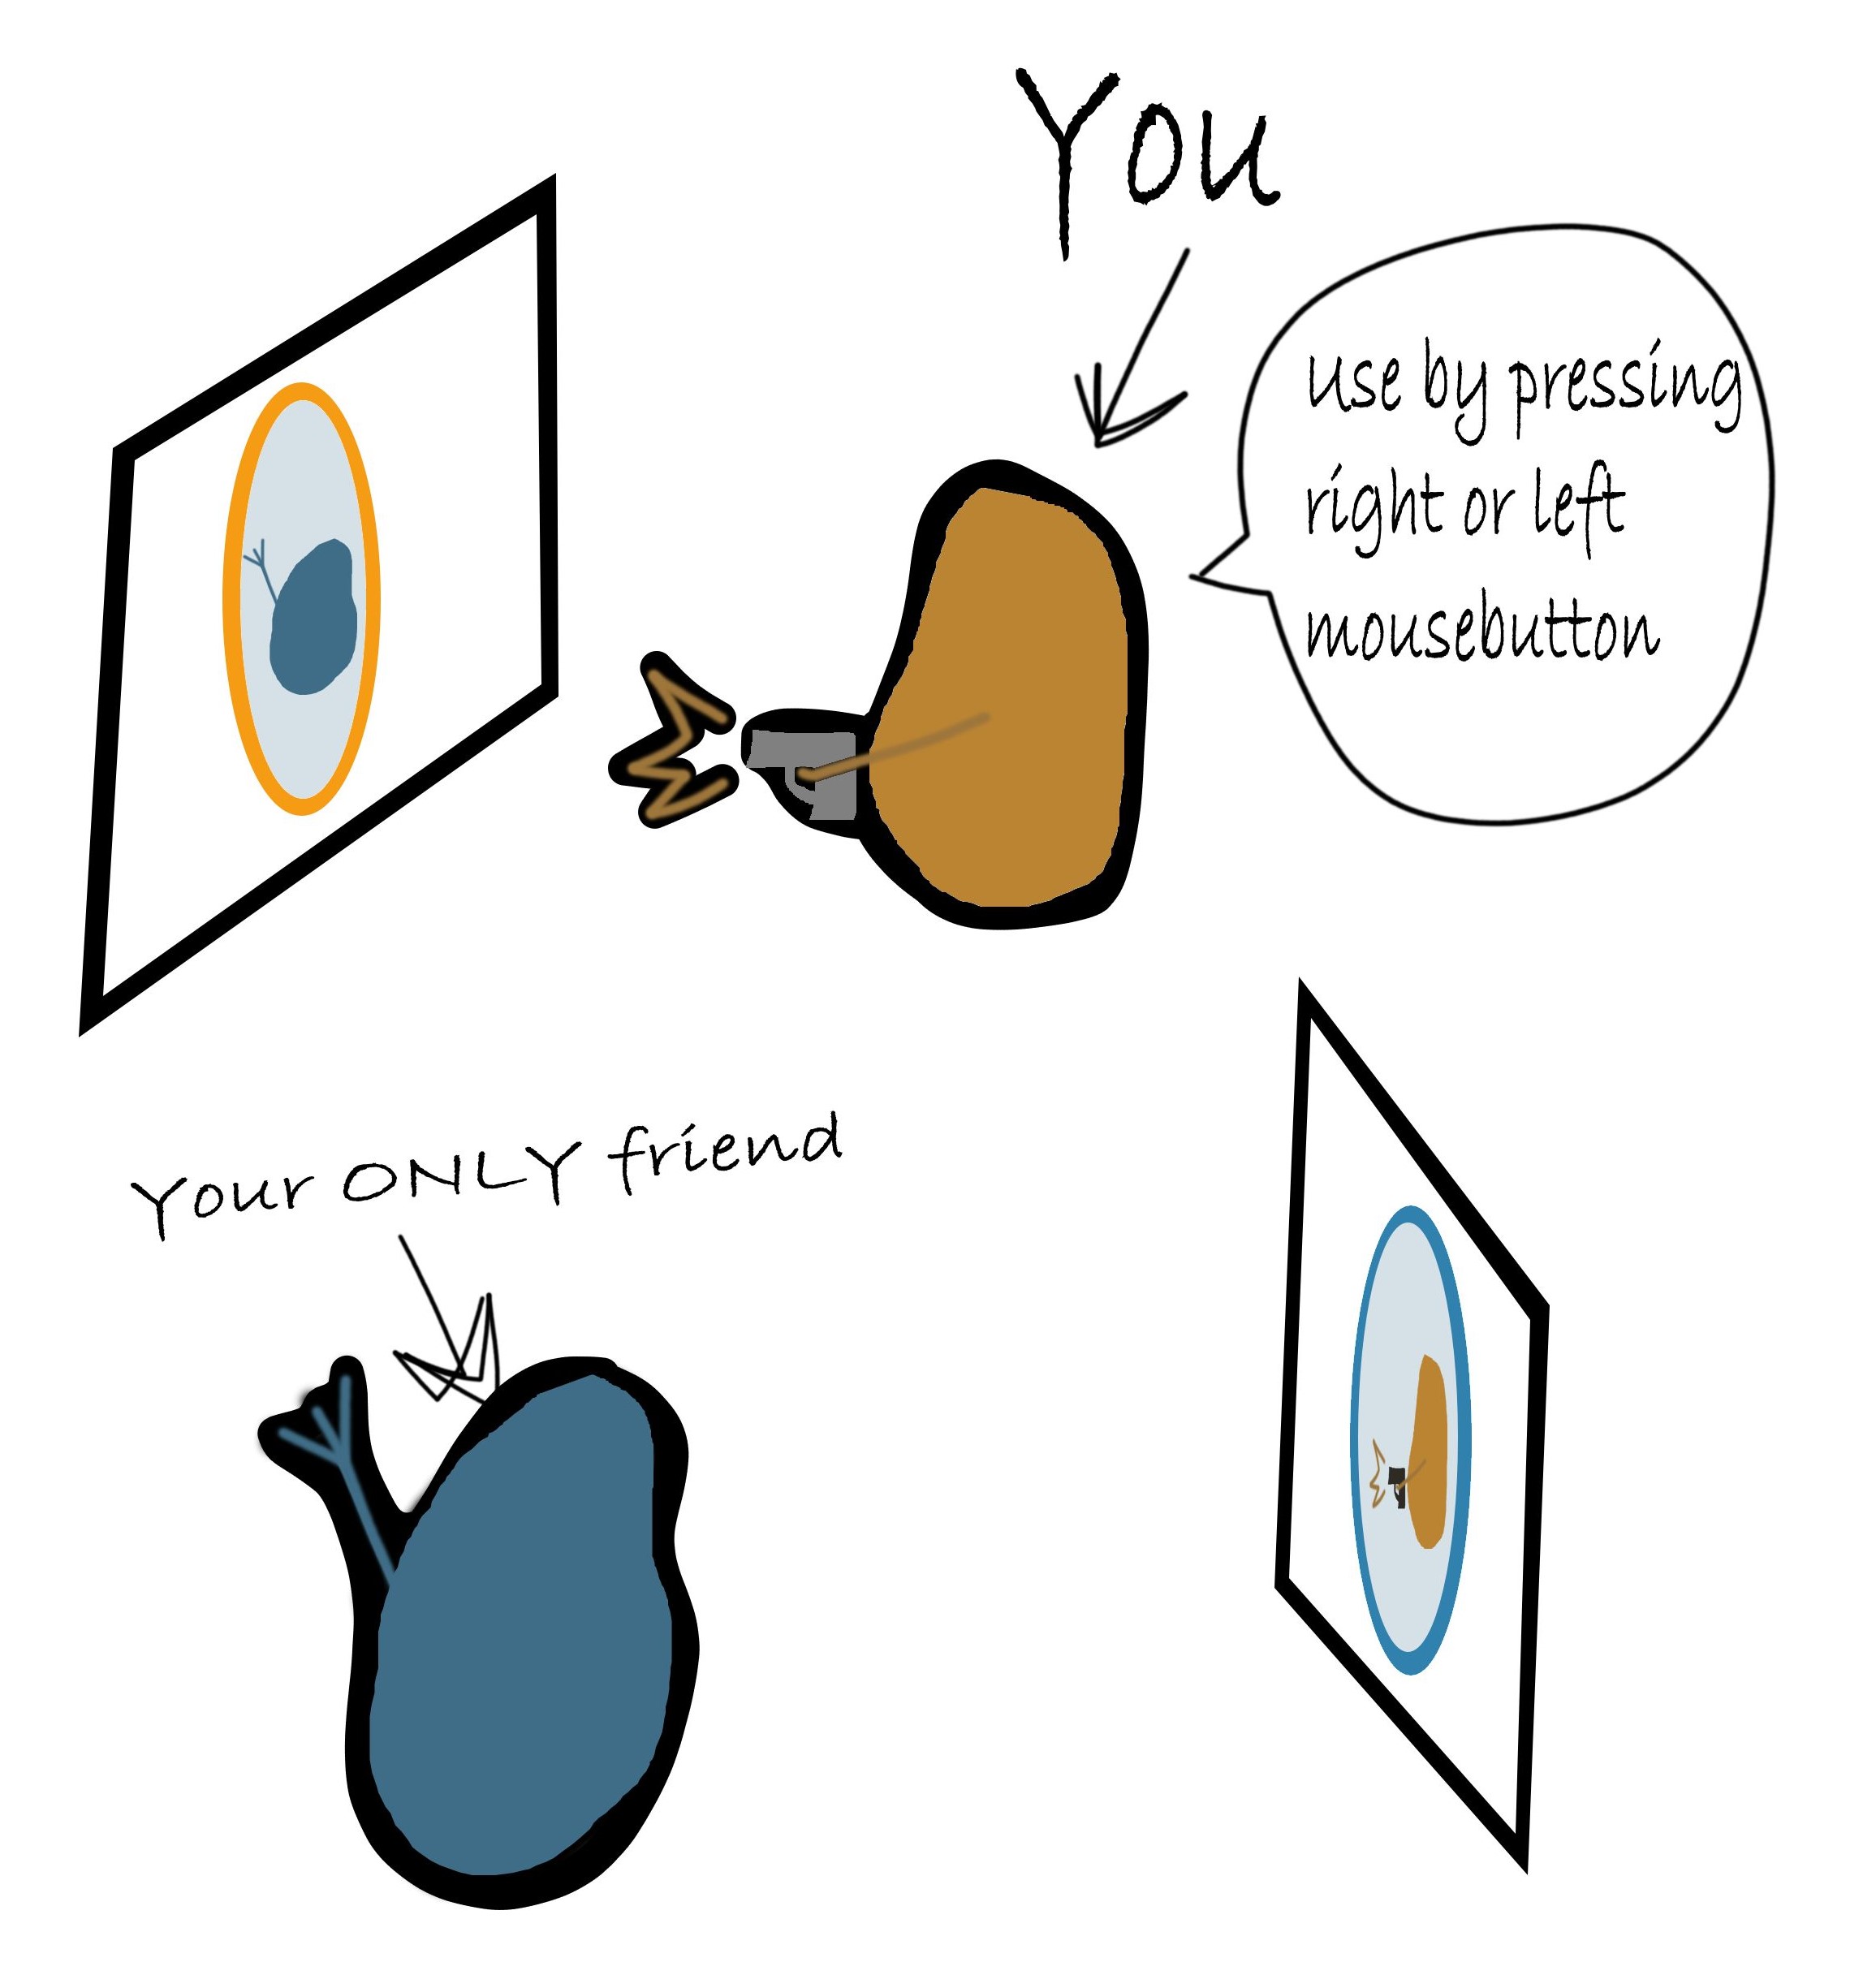 You
use by pressing
right or left
mousebutton
Your ONLY friend